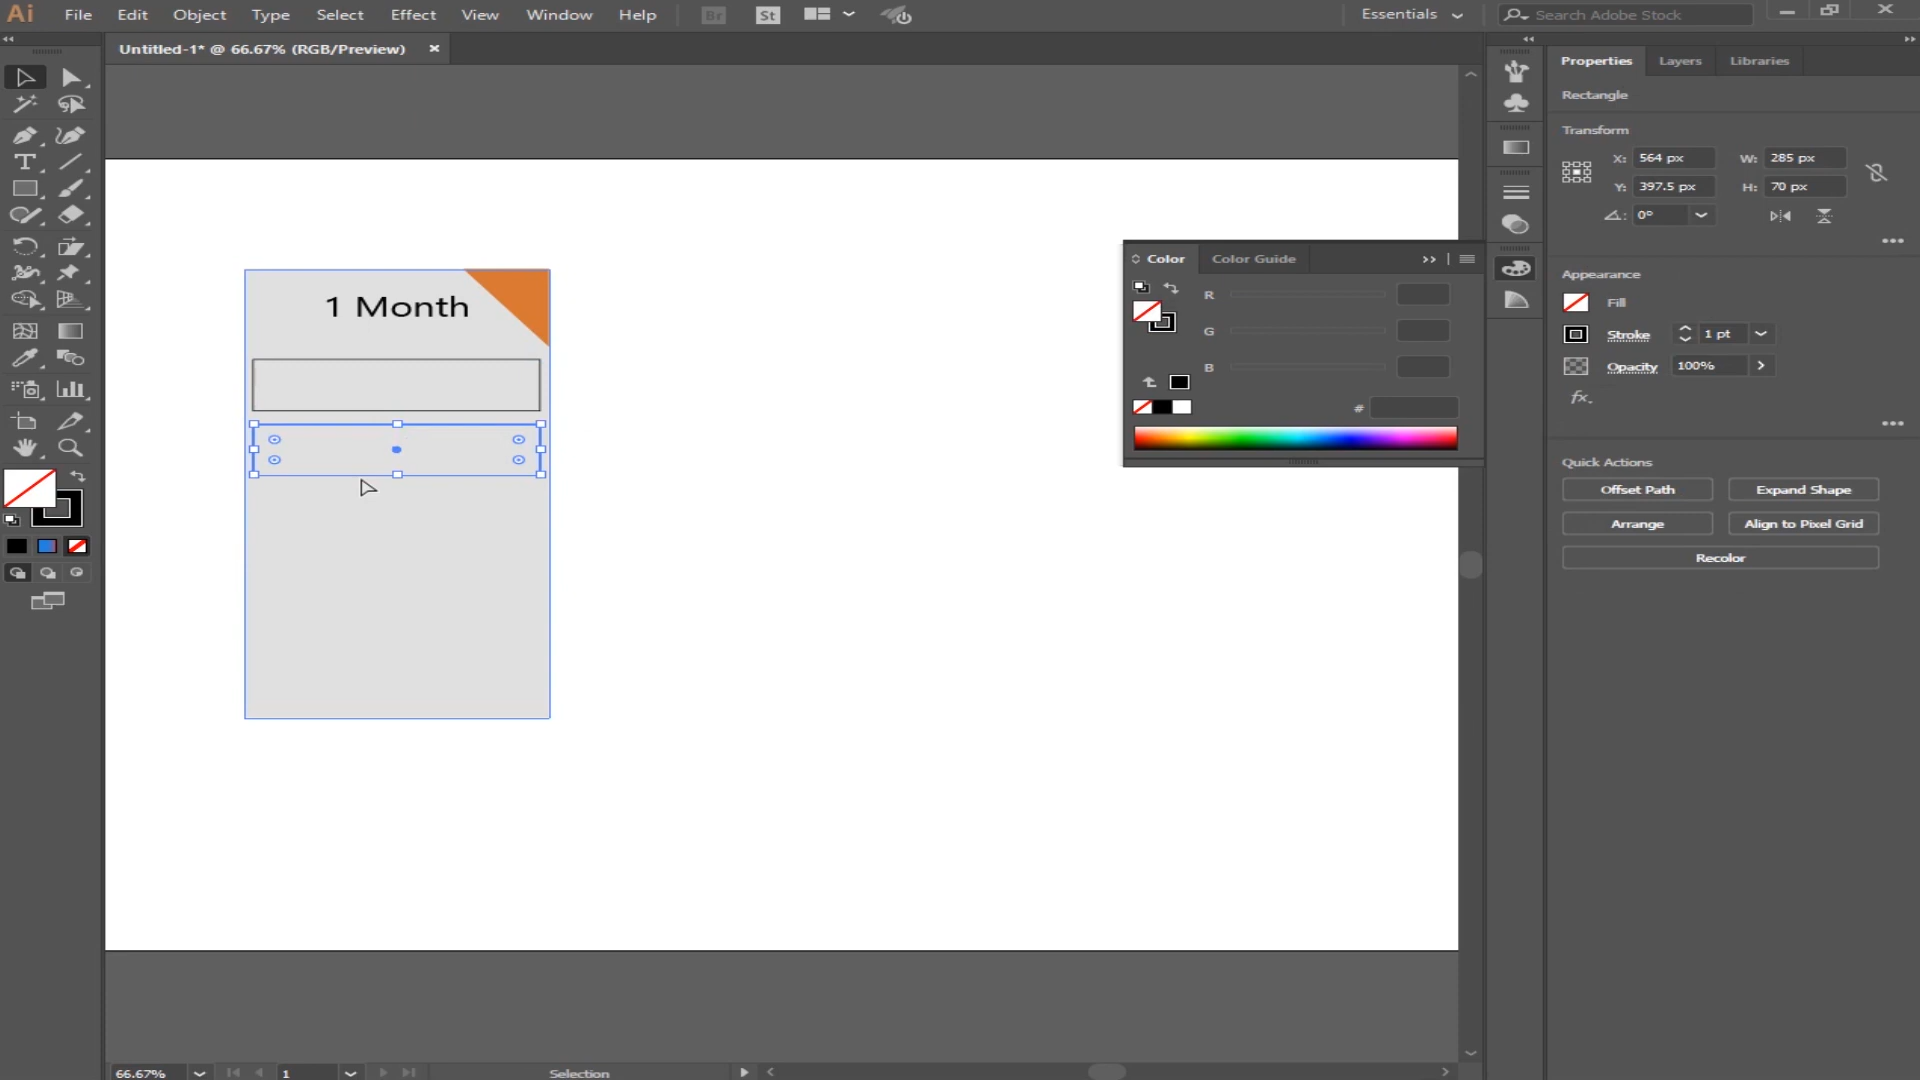 Ai File Edit Object Type Select Effect View Window Help Br St Essentials Search Adobe Stock
Untitled-1* @ 66.67% (RGB/Preview)
Properties Layers Libraries
Rectangle
Transform
X: 564 px W: 285 px
Y: 397.5 px H: 70 px
0°
Appearance
Fill
Stroke 1 pt
Opacity 100%
fx.
Quick Actions
Offset Path Expand Shape
Arrange Align to Pixel Grid
Recolor
Color Color Guide
R
G
B
#
1 Month
T
66.67% 1 Selection